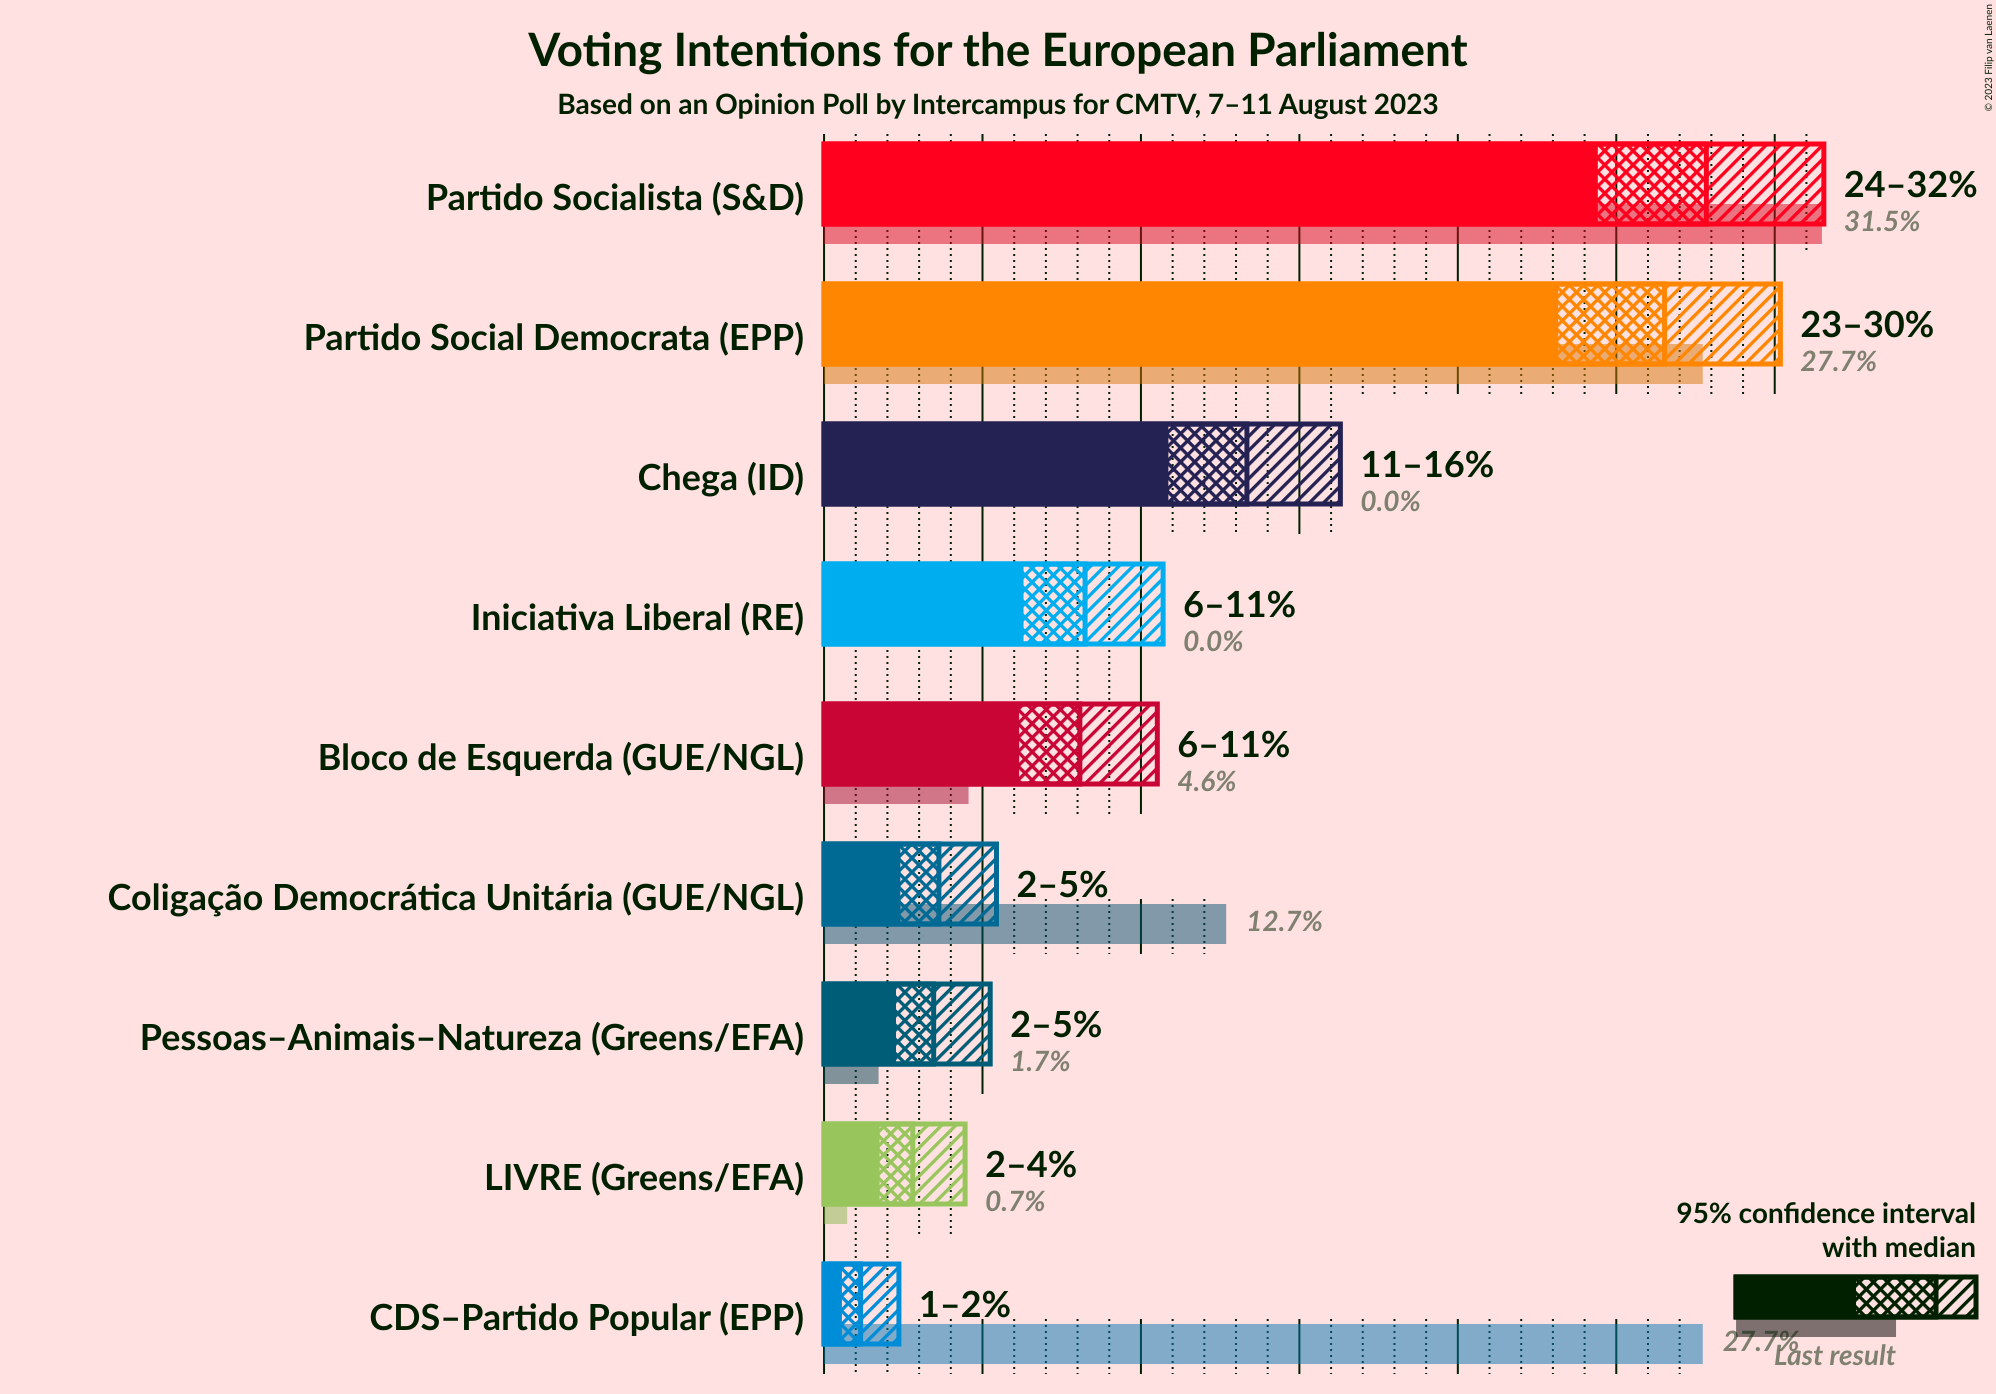 © 2023 Filip van Laenen
Voting Intentions for the European Parliament
Based on an Opinion Poll by Intercampus for CMTV, 7–11 August 2023
Partido Socialista (S&D)
24–32%
31.5%
Partido Social Democrata (EPP)
23–30%
27.7%
Chega (ID)
11–16%
0.0%
Iniciativa Liberal (RE)
6–11%
0.0%
Bloco de Esquerda (GUE/NGL)
6–11%
4.6%
Coligação Democrática Unitária (GUE/NGL)
2–5%
12.7%
Pessoas–Animais–Natureza (Greens/EFA)
2–5%
1.7%
LIVRE (Greens/EFA)
2–4%
0.7%
CDS–Partido Popular (EPP)
1–2%
27.7%
95% confidence interval
with median
Last result